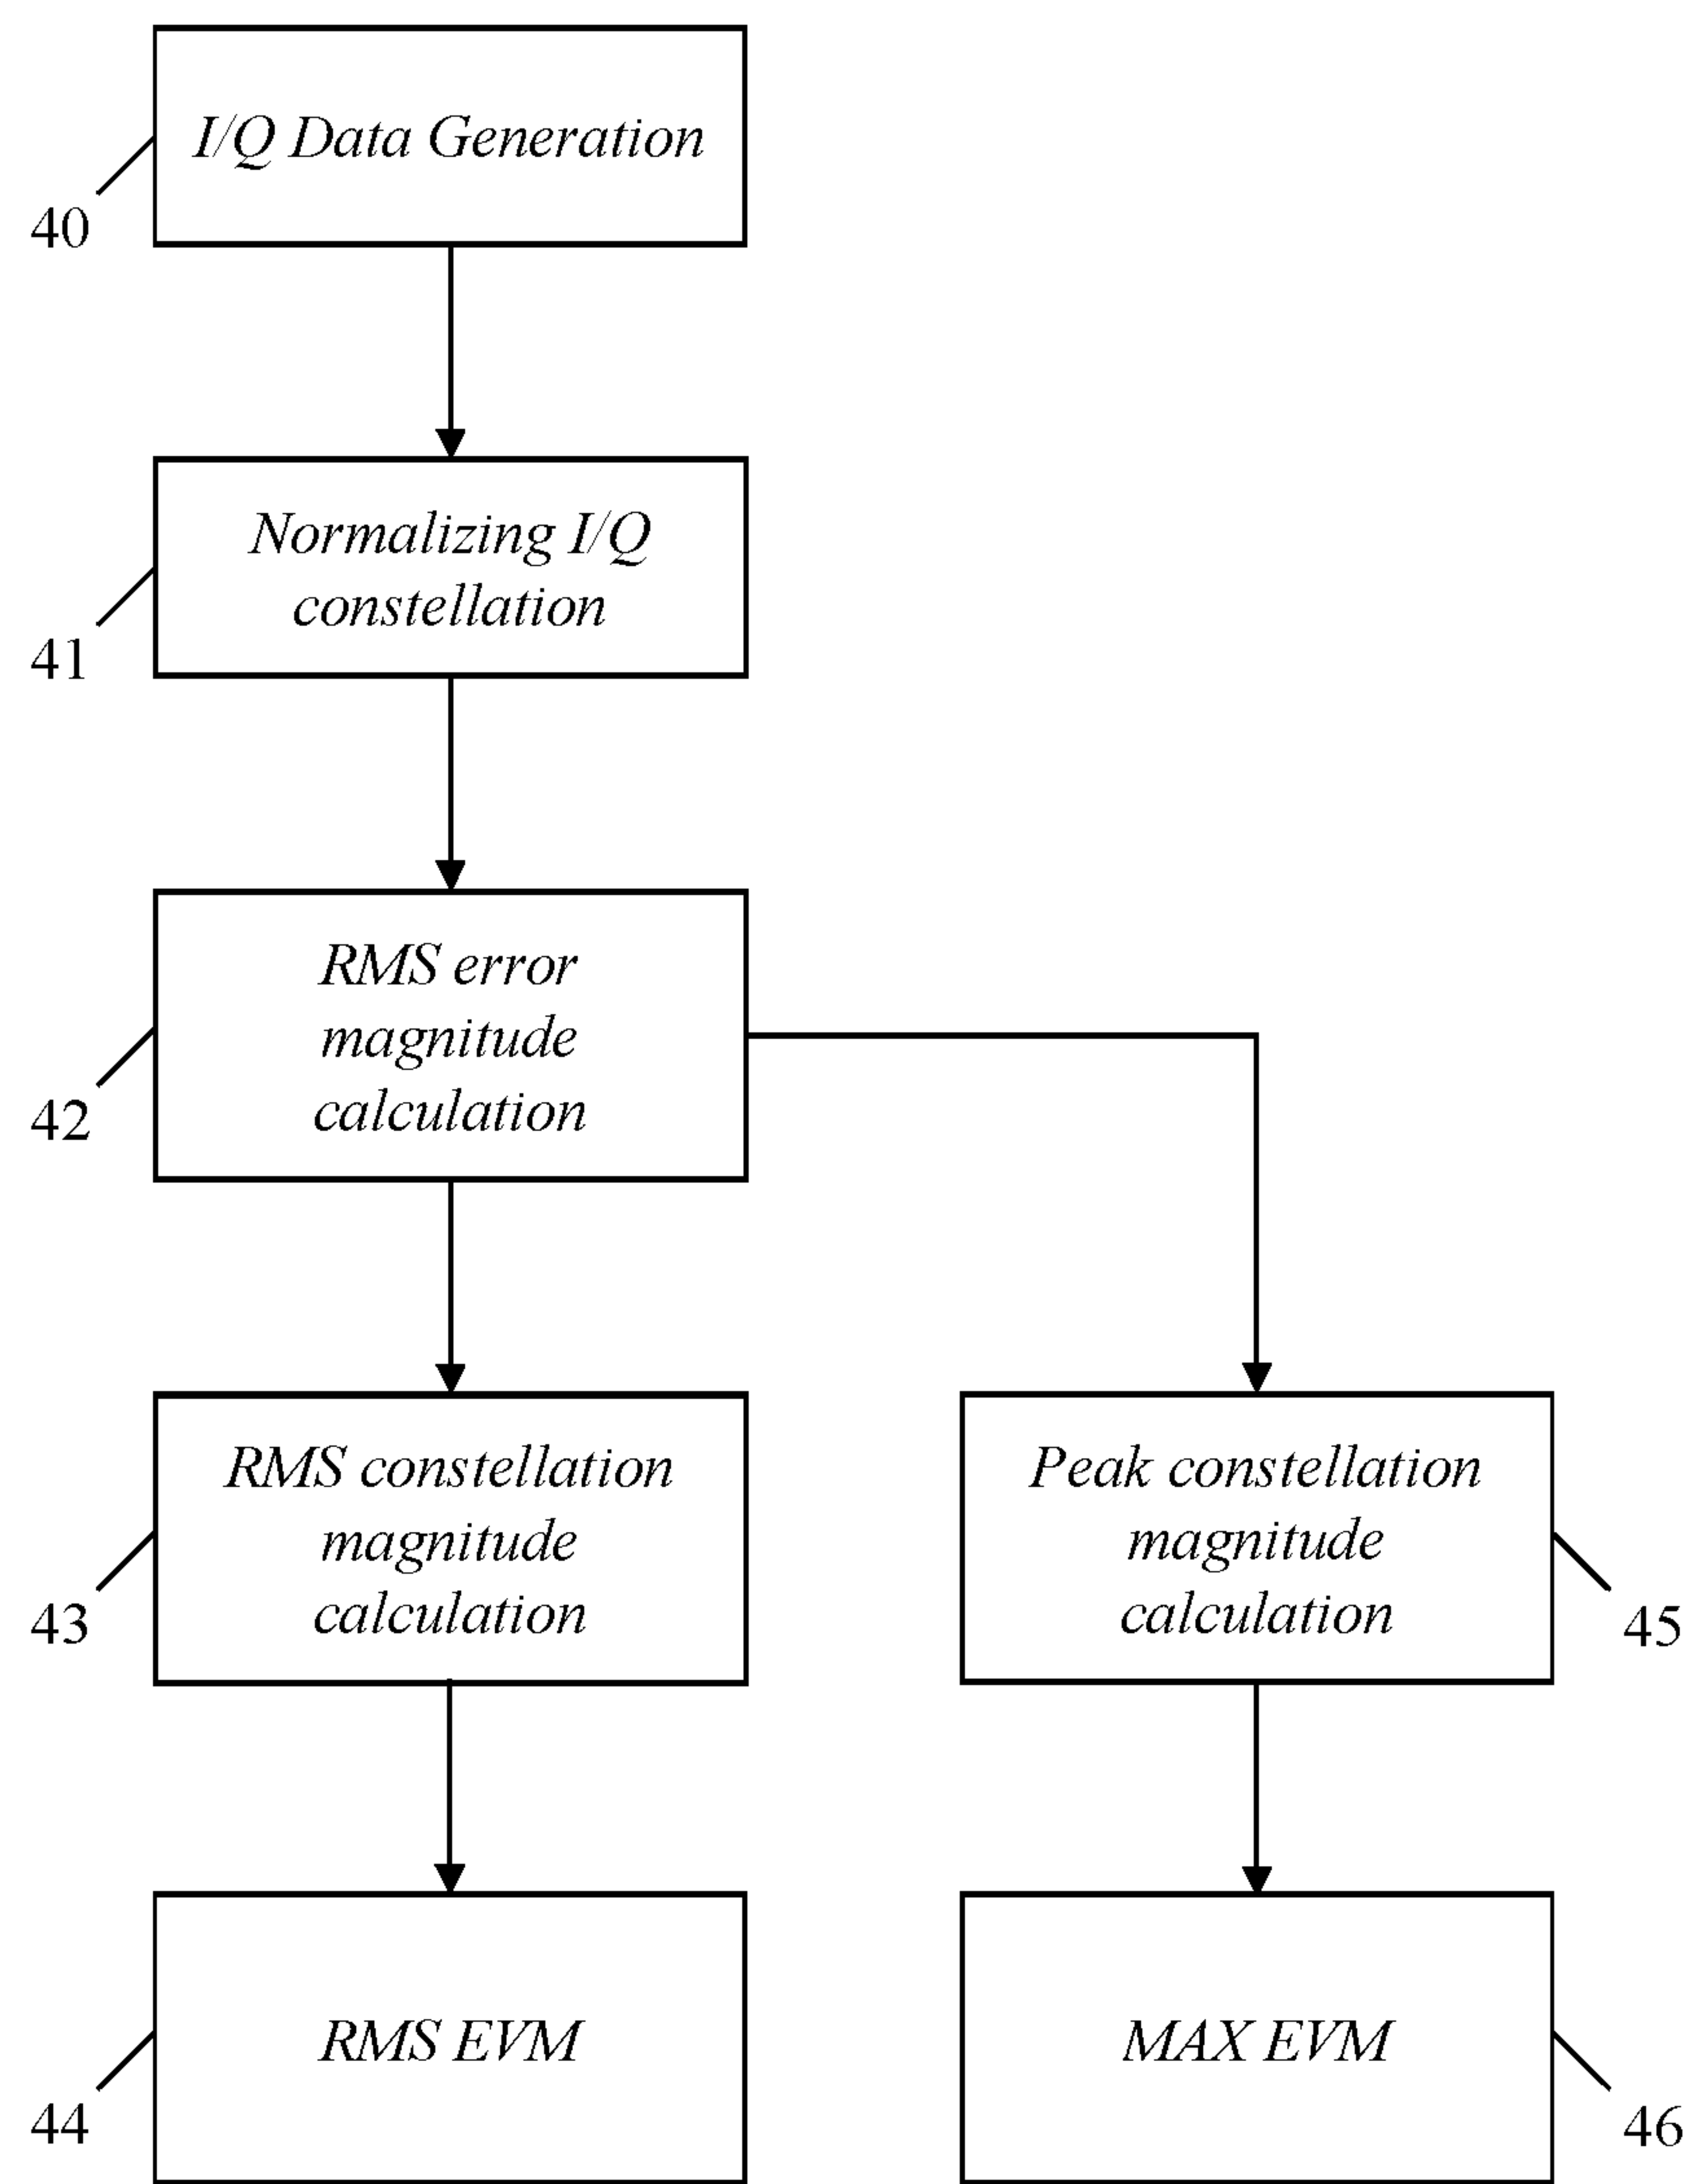 I/Q Data Generation
40
Normalizing I/Q
constellation
41
RMS error
magnitude
calculation
42
RMS constellation
magnitude
calculation
43
Peak constellation
magnitude
calculation
45
RMS EVM
44
MAX EVM
46